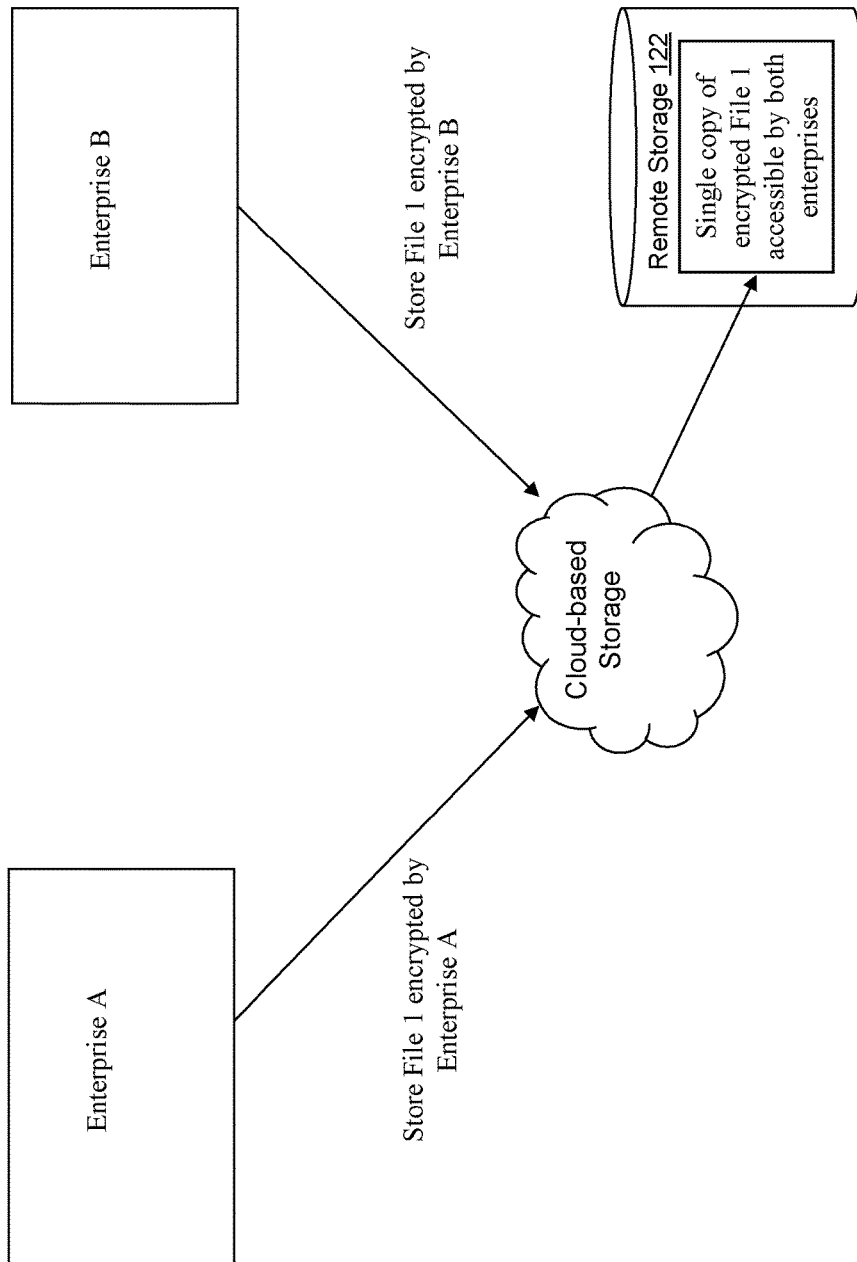 Enterprise A
Enterprise B
Store File 1 encrypted by
Enterprise A
Store File 1 encrypted by
Enterprise B
Cloud-based
Storage
Remote Storage 122
Single copy of
encrypted File 1
accessible by both
enterprises